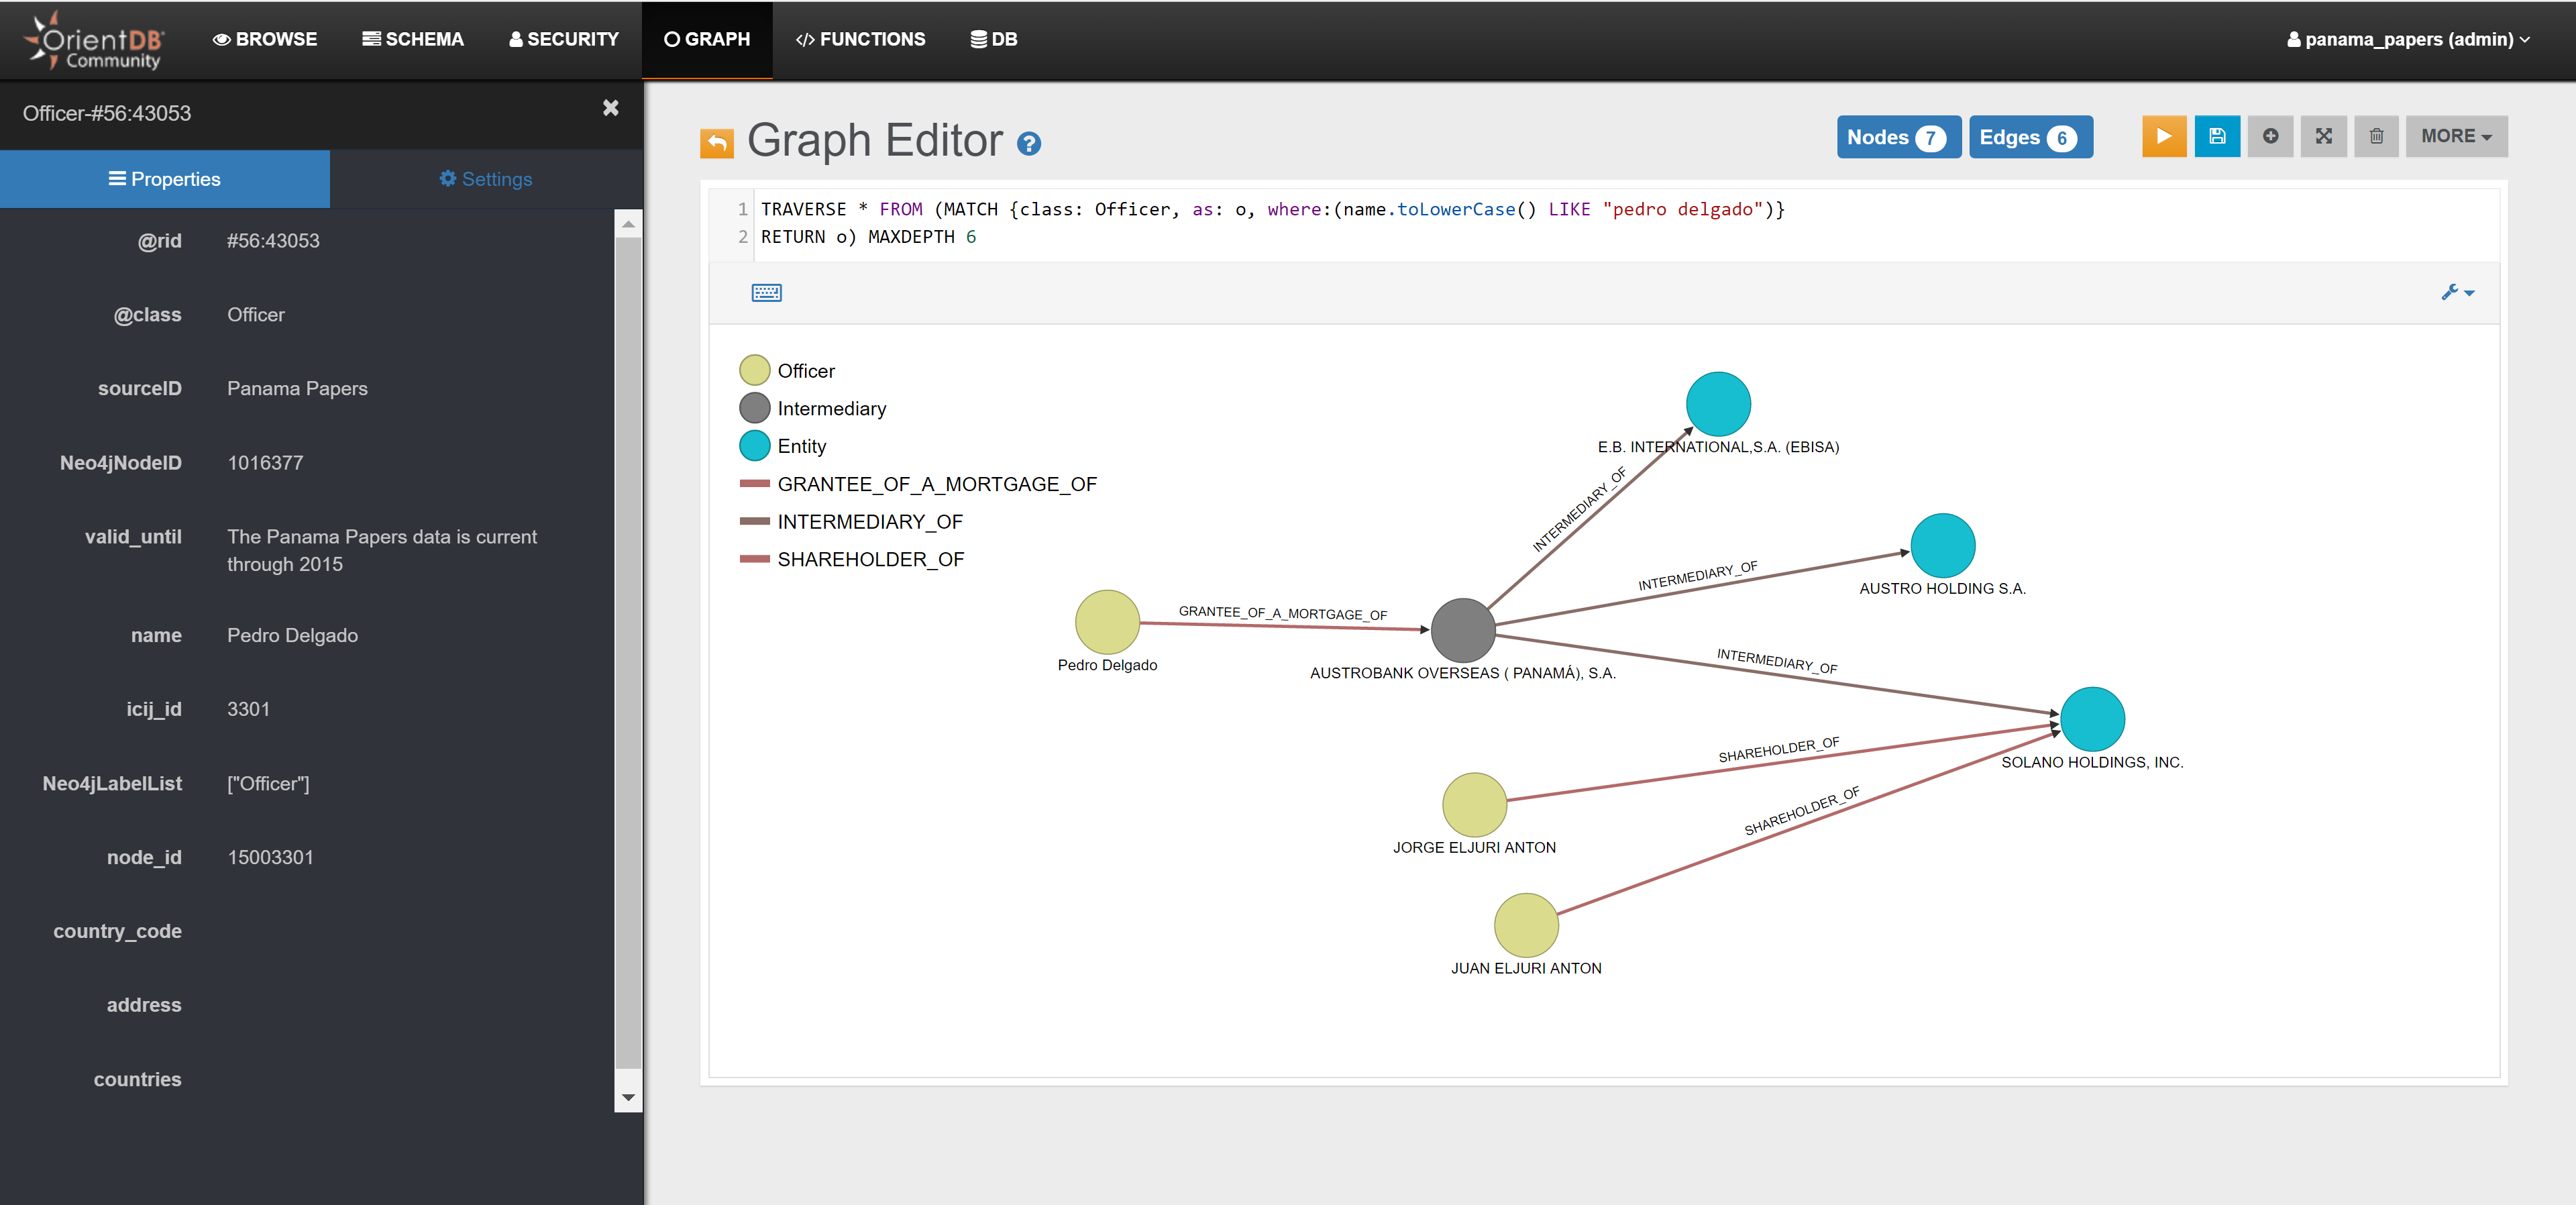 OrientDB
Community
BROWSE
SCHEMA
SECURITY
GRAPH
FUNCTIONS
DB
panama_papers (admin)
Officer-#56:43053
Properties
Settings
@rid #56:43053
@class Officer
sourceID Panama Papers
Neo4jNodeID 1016377
valid_until The Panama Papers data is current
through 2015
name Pedro Delgado
icij_id 3301
Neo4jLabelList ["Officer"]
node_id 15003301
country_code
address
countries
Graph Editor
Nodes 7
Edges 6
MORE
1 TRAVERSE * FROM (MATCH {class: Officer, as: o, where:(name.toLowerCase() LIKE "pedro delgado")}
2 RETURN o) MAXDEPTH 6
Officer
Intermediary
Entity
GRANTEE_OF_A_MORTGAGE_OF
INTERMEDIARY_OF
SHAREHOLDER_OF
E.B. INTERNATIONAL,S.A. (EBISA)
INTERMEDIARY_OF
INTERMEDIARY_OF
AUSTRO HOLDING S.A.
GRANTEE_OF_A_MORTGAGE_OF
Pedro Delgado
AUSTROBANK OVERSEAS ( PANAMÁ), S.A.
INTERMEDIARY_OF
SHAREHOLDER_OF
SOLANO HOLDINGS, INC.
SHAREHOLDER_OF
JORGE ELJURI ANTON
JUAN ELJURI ANTON